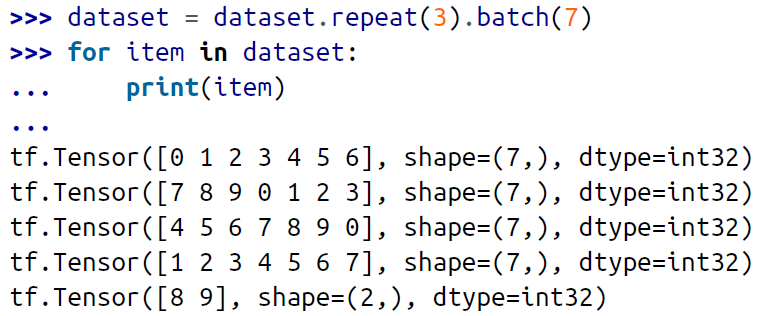 >>> dataset = dataset.repeat(3).batch(7)
>>> for item in dataset:
...     print(item)
...
tf.Tensor([0 1 2 3 4 5 6], shape=(7,), dtype=int32)
tf.Tensor([7 8 9 0 1 2 3], shape=(7,), dtype=int32)
tf.Tensor([4 5 6 7 8 9 0], shape=(7,), dtype=int32)
tf.Tensor([1 2 3 4 5 6 7], shape=(7,), dtype=int32)
tf.Tensor([8 9], shape=(2,), dtype=int32)